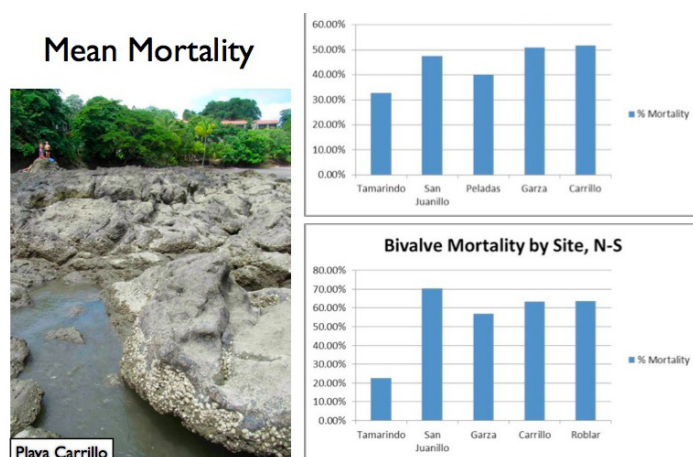 Mean Mortality
Playa Carrillo
60.00%
50.00%
40.00%
30.00%
20.00%
10.00%
0.00%
Tamarindo
San Juanillo
Peladas
Garza
Carrillo
% Mortality
Bivalve Mortality by Site, N-S
80.00%
70.00%
60.00%
50.00%
40.00%
30.00%
20.00%
10.00%
0.00%
Tamarindo
San Juanillo
Garza
Carrillo
Roblar
% Mortality